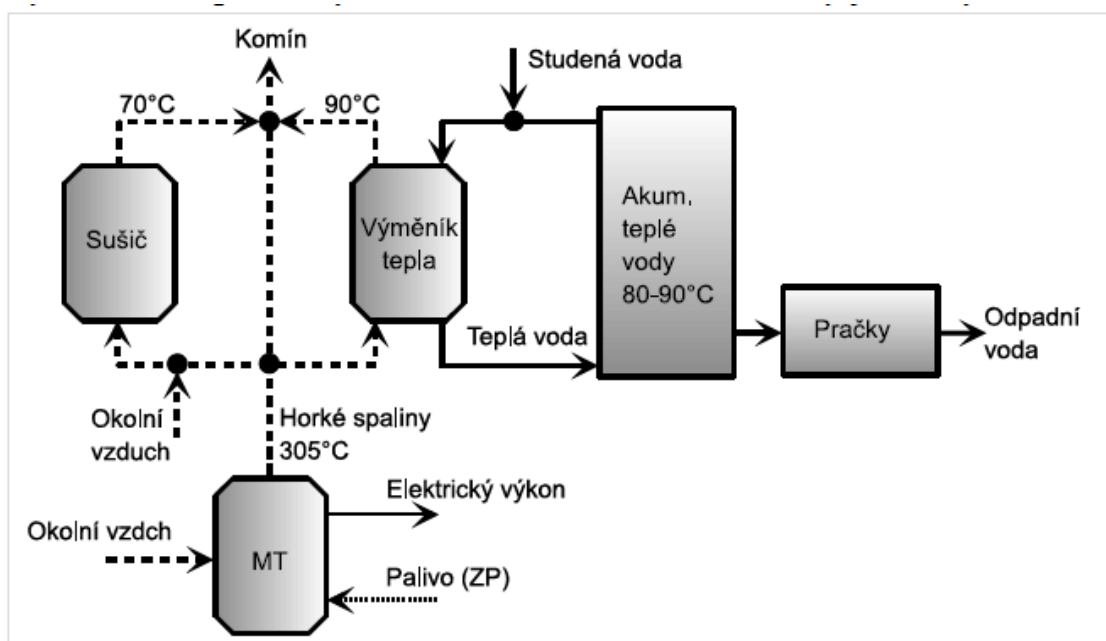 Komín
Studená voda
70°C
90°C
Sušič
Výměník
tepla
Akum,
teplé
vody
80-90°C
Teplá voda
Pračky
Odpadní
voda
Okolní
vzduch
Horké spaliny
305°C
Elektrický výkon
Okolní vzdch
MT
Palivo (ZP)